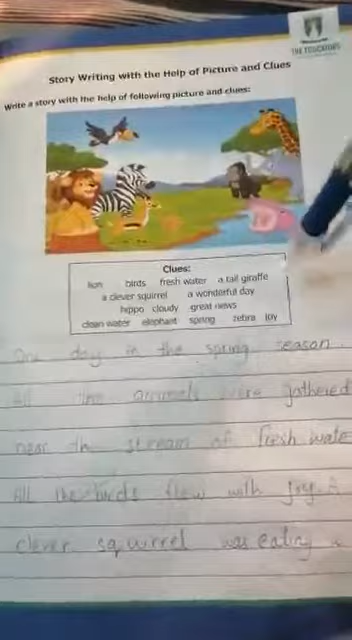 THE EDUCATORS
Story Writing with the Help of Picture and Clues
Write a story with the help of following picture and clues:
Clues:
lion birds fresh water a tall giraffe
a clever squirrel a wonderful day
hippo cloudy great news
clean water elephant spring zebra joy
One day in the spring season
All the animals were gathered
near the stream of fresh wate
All the birds flew with joy. A
clever squirrel was eating